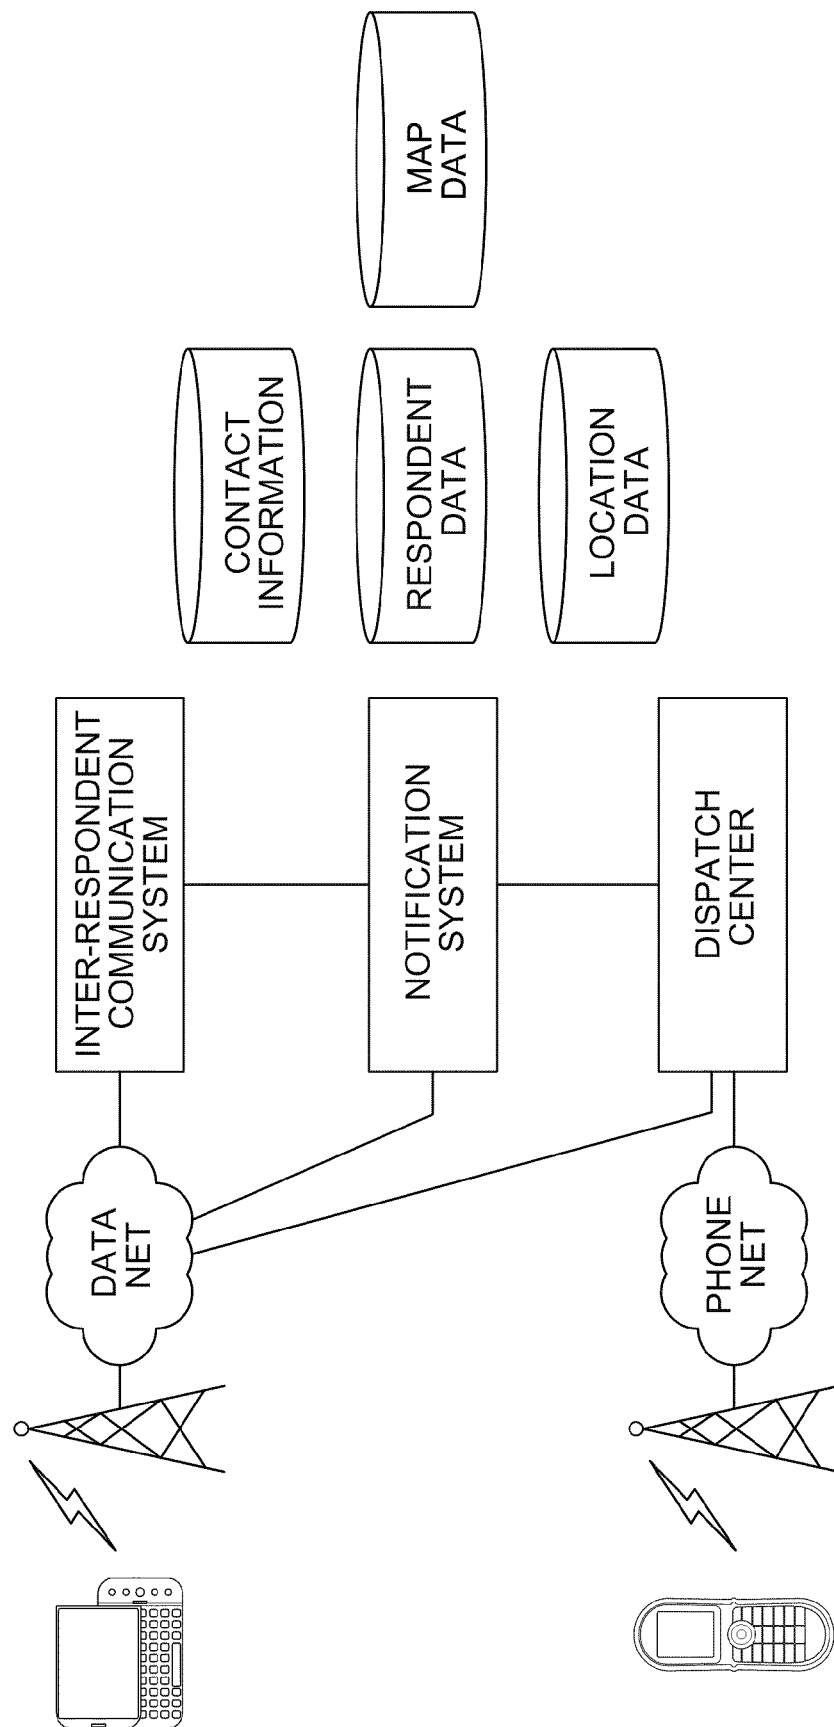 DATA
NET
INTER-RESPONDENT
COMMUNICATION
SYSTEM
CONTACT
INFORMATION
NOTIFICATION
SYSTEM
RESPONDENT
DATA
MAP
DATA
PHONE
NET
DISPATCH
CENTER
LOCATION
DATA